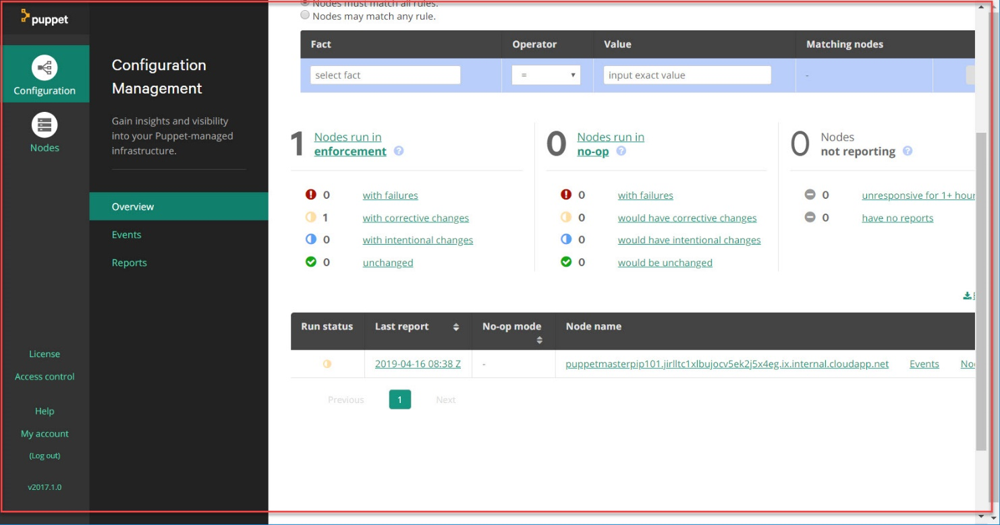 puppet
Configuration
Nodes
License
Access control
Help
My account
(Log out)
v2017.1.0
Configuration
Management
Gain insights and visibility
into your Puppet-managed
infrastructure.
Overview
Events
Reports
Nodes must match all rules.
Nodes may match any rule.
Fact Operator Value Matching nodes
select fact = input exact value -
1 Nodes run in
enforcement ?
0 with failures
1 with corrective changes
0 with intentional changes
0 unchanged
0 Nodes run in
no-op ?
0 with failures
0 would have corrective changes
0 would have intentional changes
0 would be unchanged
0 Nodes
not reporting ?
0 unresponsive for 1+ hour
0 have no reports
Run status Last report No-op mode Node name
2019-04-16 08:38 Z - puppetmasterpip101.jirlltc1xlbujocv5ek2j5x4eg.ix.internal.cloudapp.net Events
Previous 1 Next